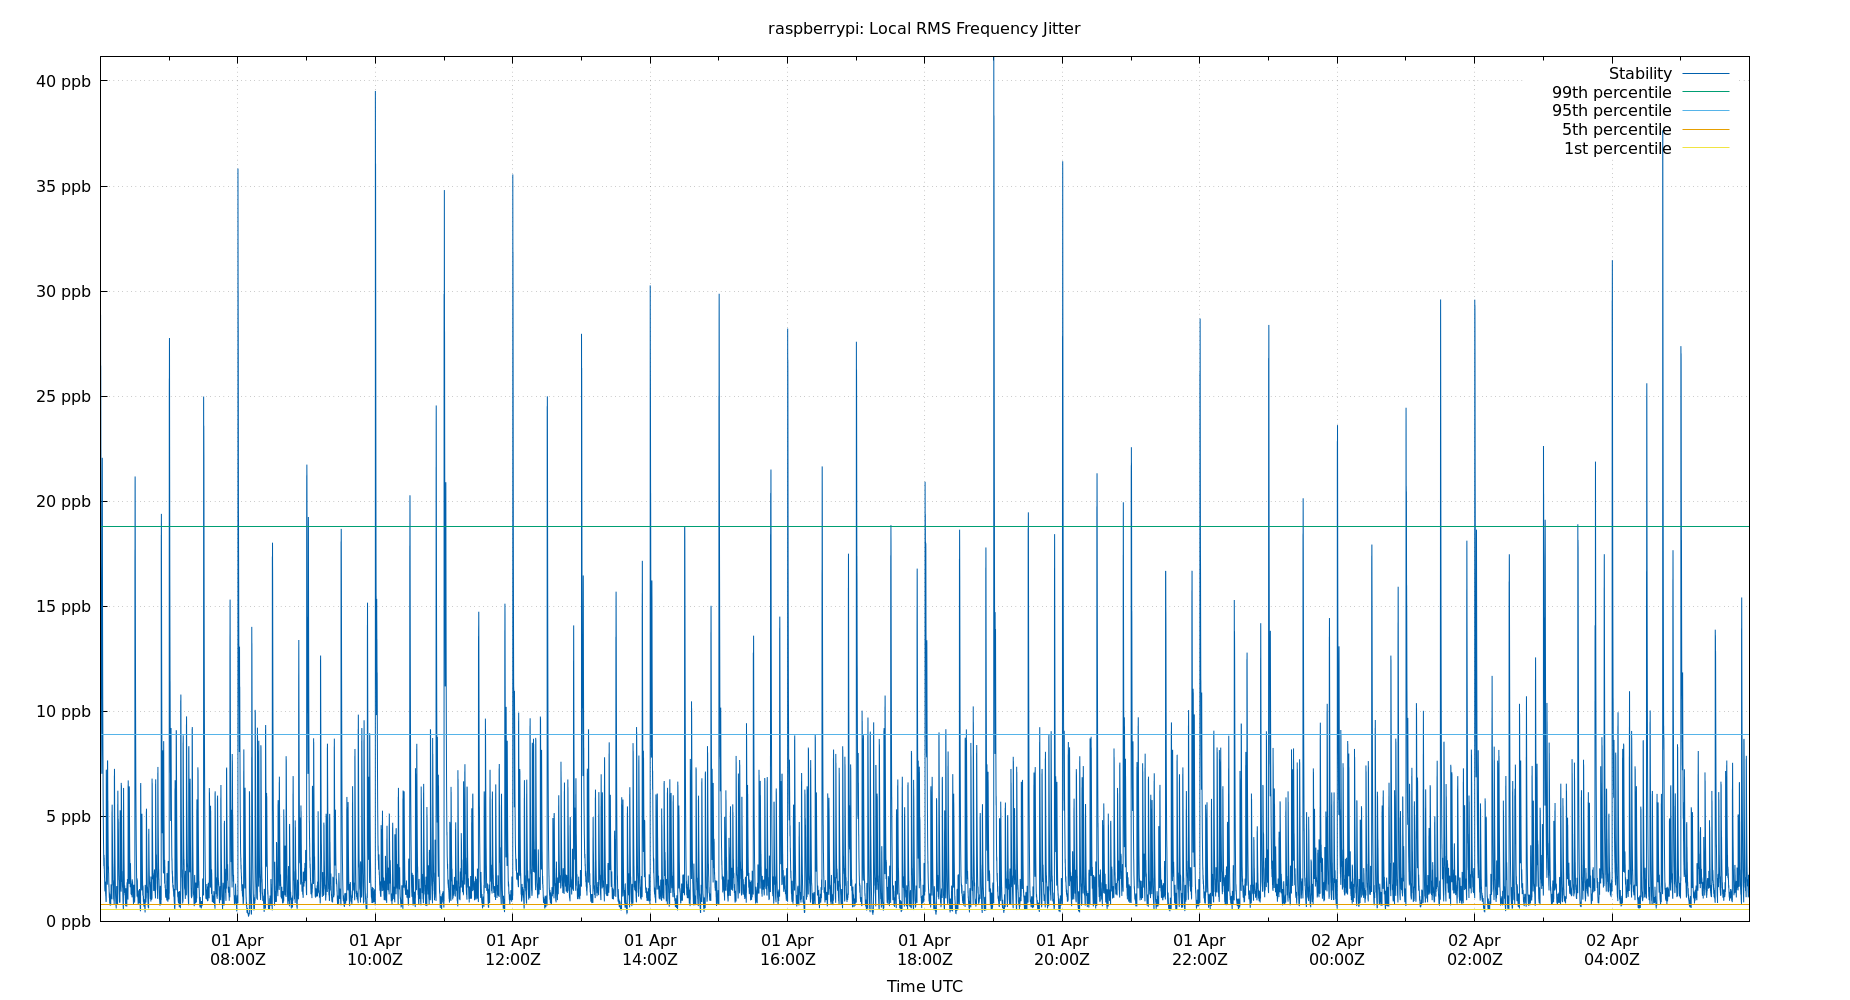 raspberrypi: Local RMS Frequency Jitter
40 ppb
35 ppb
30 ppb
25 ppb
20 ppb
15 ppb
10 ppb
5 ppb
0 ppb
Stability
99th percentile
95th percentile
5th percentile
1st percentile
01 Apr
08:00Z
01 Apr
10:00Z
01 Apr
12:00Z
01 Apr
14:00Z
01 Apr
16:00Z
01 Apr
18:00Z
01 Apr
20:00Z
01 Apr
22:00Z
02 Apr
00:00Z
02 Apr
02:00Z
02 Apr
04:00Z
Time UTC